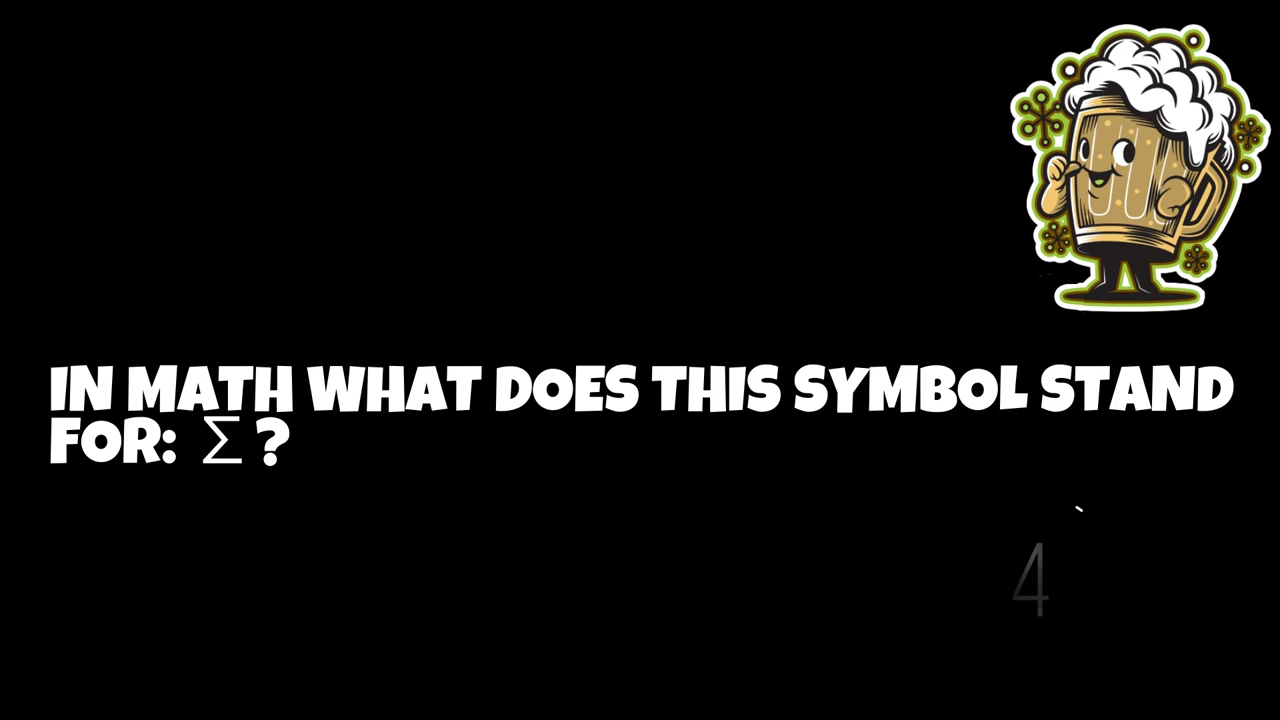 IN MATH WHAT DOES THIS SYMBOL STAND
FOR: Σ ?
4